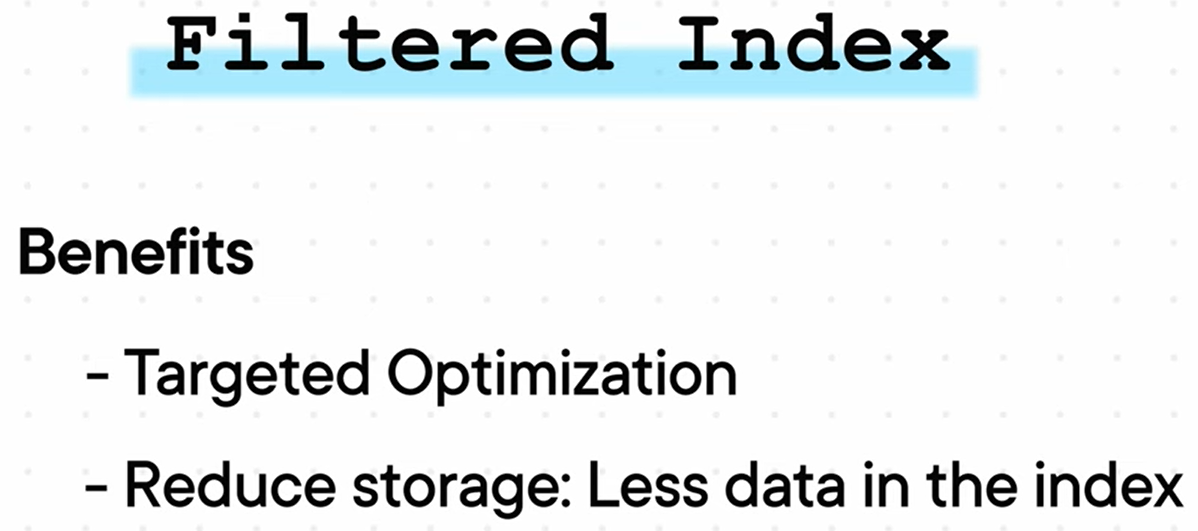 Filtered Index
Benefits
- Targeted Optimization
- Reduce storage: Less data in the index